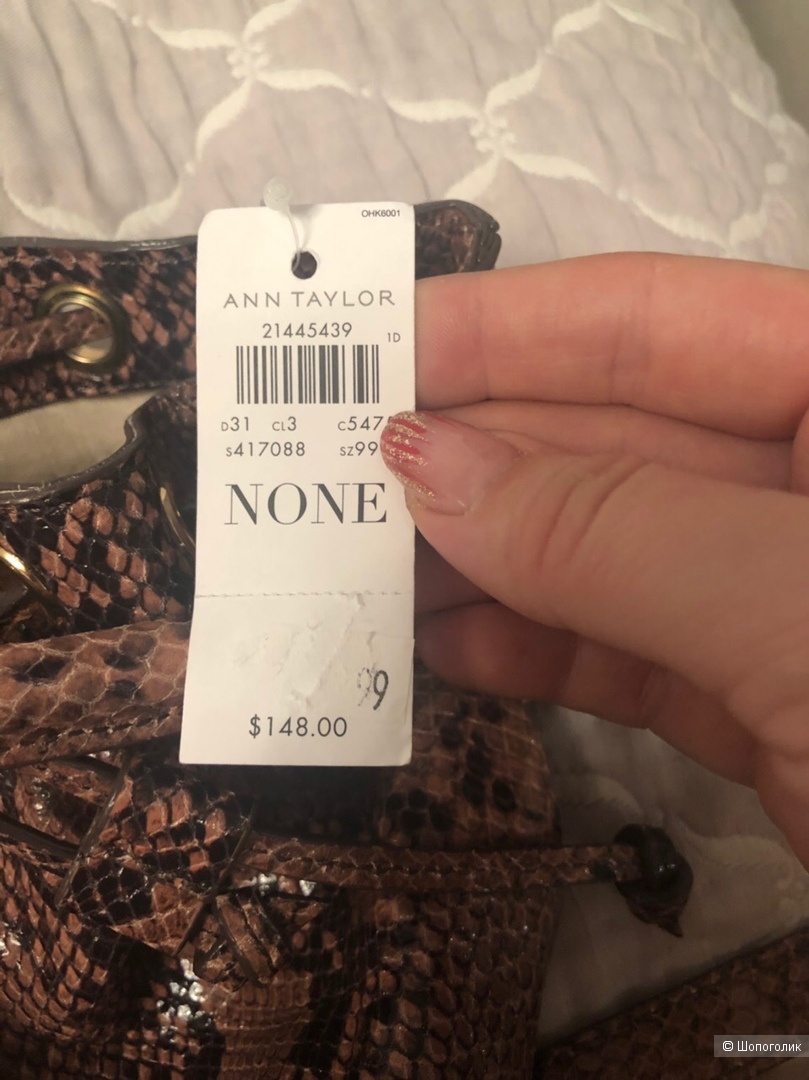 OHK6001
ANN TAYLOR
21445439
1D
D31 CL3 C547
S417088 SZ99
NONE
99
$148.00
© Шопоголик